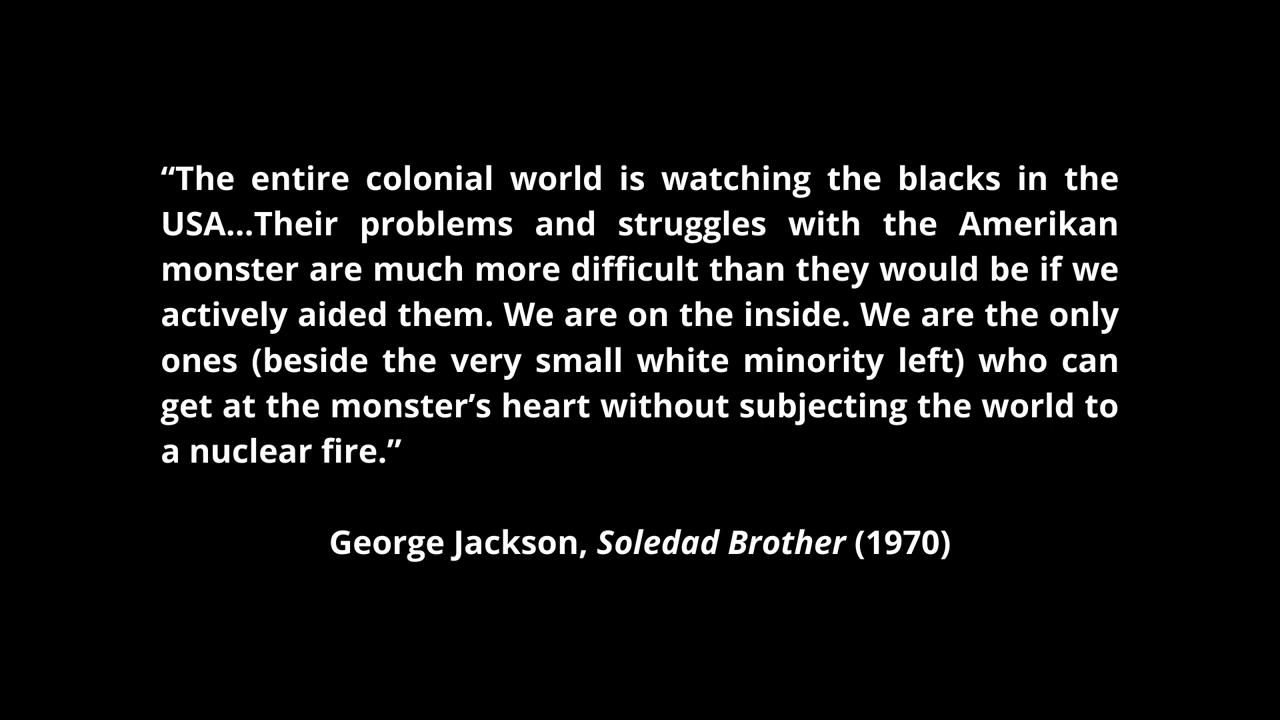 “The entire colonial world is watching the blacks in the
USA...Their problems and struggles with the Amerikan
monster are much more difficult than they would be if we
actively aided them. We are on the inside. We are the only
ones (beside the very small white minority left) who can
get at the monster’s heart without subjecting the world to
a nuclear fire.”
George Jackson, Soledad Brother (1970)